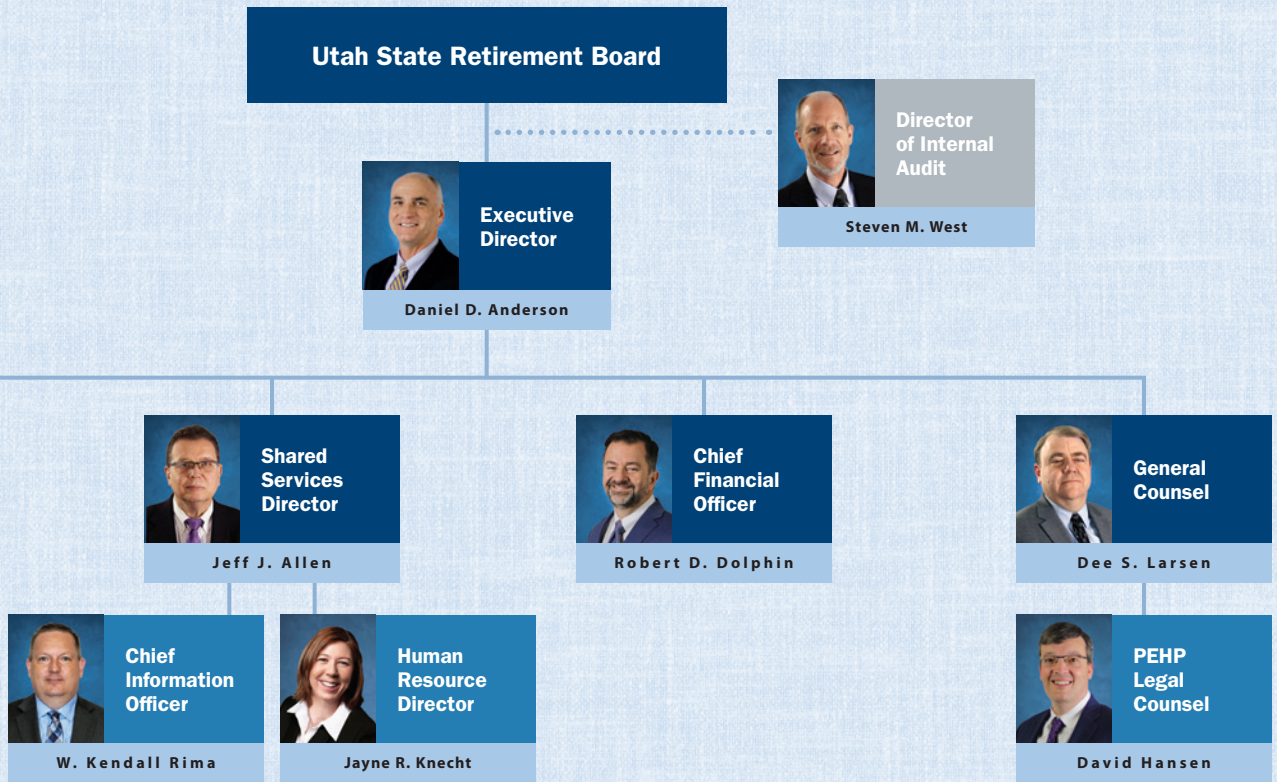 Utah State Retirement Board
Director
of Internal
Audit
Steven M. West
Executive
Director
Daniel D. Anderson
Shared
Services
Director
Jeff J. Allen
Chief
Financial
Officer
Robert D. Dolphin
General
Counsel
Dee S. Larsen
Chief
Information
Officer
W. Kendall Rima
Human
Resource
Director
Jayne R. Knecht
PEHP
Legal
Counsel
David Hansen